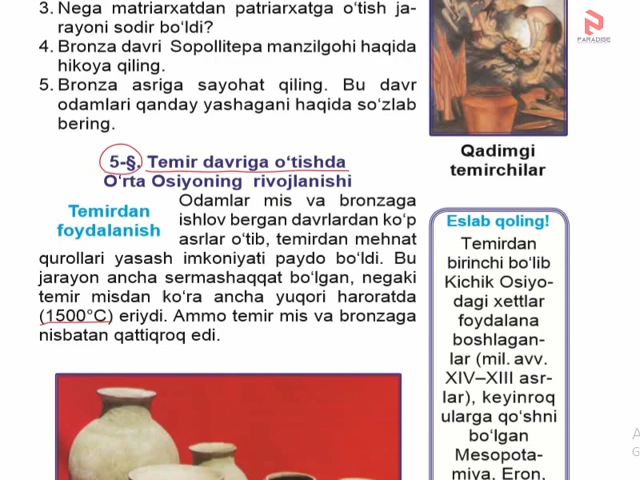 3. Nega matriarxatdan patriarxatga o‘tish ja-
rayoni sodir bo‘ldi?
4. Bronza davri Sopollitepa manzilgohi haqida
hikoya qiling.
5. Bronza asriga sayohat qiling. Bu davr
odamlari qanday yashagani haqida so‘zlab
bering.
5-§. Temir davriga o‘tishda
O‘rta Osiyoning rivojlanishi
Temirdan
foydalanish
Odamlar mis va bronzaga
ishlov bergan davrlardan ko‘p
asrlar o‘tib, temirdan mehnat
qurollari yasash imkoniyati paydo bo‘ldi. Bu
jarayon ancha sermashaqqat bo‘lgan, negaki
temir misdan ko‘ra ancha yuqori haroratda
(1500°C) eriydi. Ammo temir mis va bronzaga
nisbatan qattiqroq edi.
PARADISE
Qadimgi
temirchilar
Eslab qoling!
Temirdan
birinchi bo‘lib
Kichik Osiyo-
dagi xettlar
foydalana
boshlagan-
lar (mil. avv.
XIV–XIII asr-
lar), keyinroq
ularga qo‘shni
bo‘lgan
Mesopota-
miya, Eron,